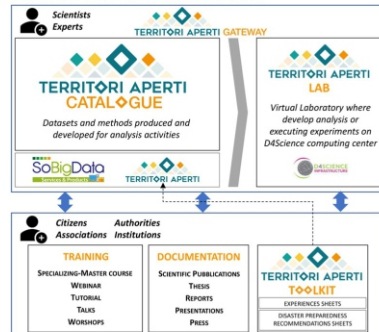 Scientists
Experts
TERRITORI APERTI GATEWAY
TERRITORI APERTI
CATALOGUE
Datasets and methods produced and
developed for analysis activities
SoBigData
Services & Products
TERRITORI APERTI
TERRITORI APERTI
LAB
Virtual Laboratory where
develop analysis or
executing experiments on
D4Science computing center
D4SCIENCE
INFRASTRUCTURE
Citizens Authorities
Associations Institutions
TRAINING
SPECIALIZING-MASTER COURSE
WEBINAR
TUTORIAL
TALKS
WORSHOPS
DOCUMENTATION
SCIENTIFIC PUBBLICATIONS
THESIS
REPORTS
PRESENTATIONS
PRESS
TERRITORI APERTI
TOOLKIT
EXPERIENCES SHEETS
DISASTER PREPAREDNESS
RECOMMENDATIONS SHEETS